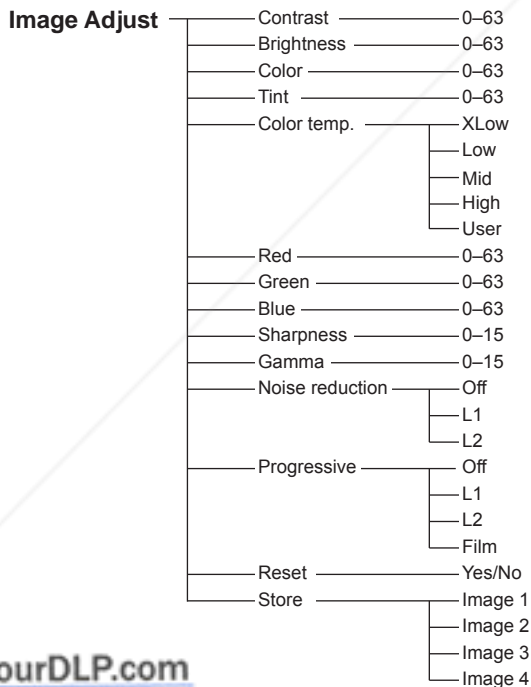 Image Adjust Contrast 0–63
Brightness 0–63
Color 0–63
Tint 0–63
Color temp. XLow
Low
Mid
High
User
Red 0–63
Green 0–63
Blue 0–63
Sharpness 0–15
Gamma 0–15
Noise reduction Off
L1
L2
Progressive Off
L1
L2
Film
Reset Yes/No
Store Image 1
Image 2
Image 3
Image 4
ourDLP.com